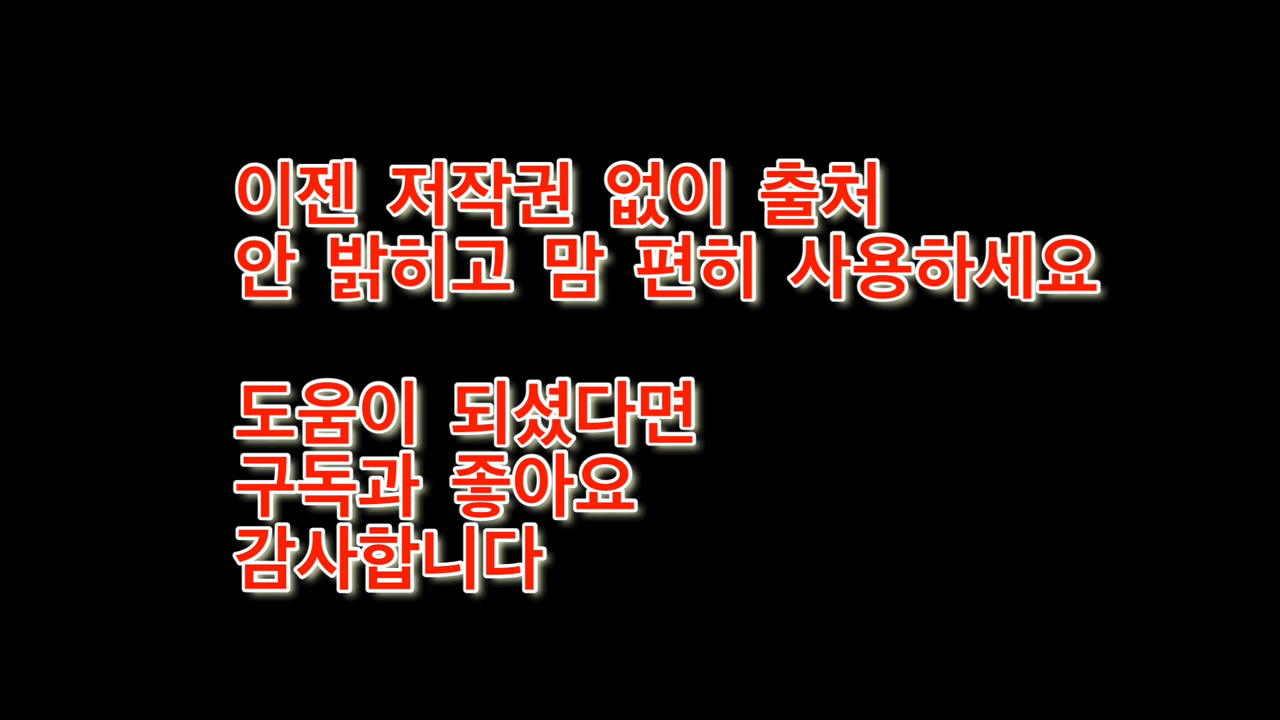 이젠 저작권 없이 출처
안 밝히고 맘 편히 사용하세요
도움이 되셨다면
구독과 좋아요
감사합니다